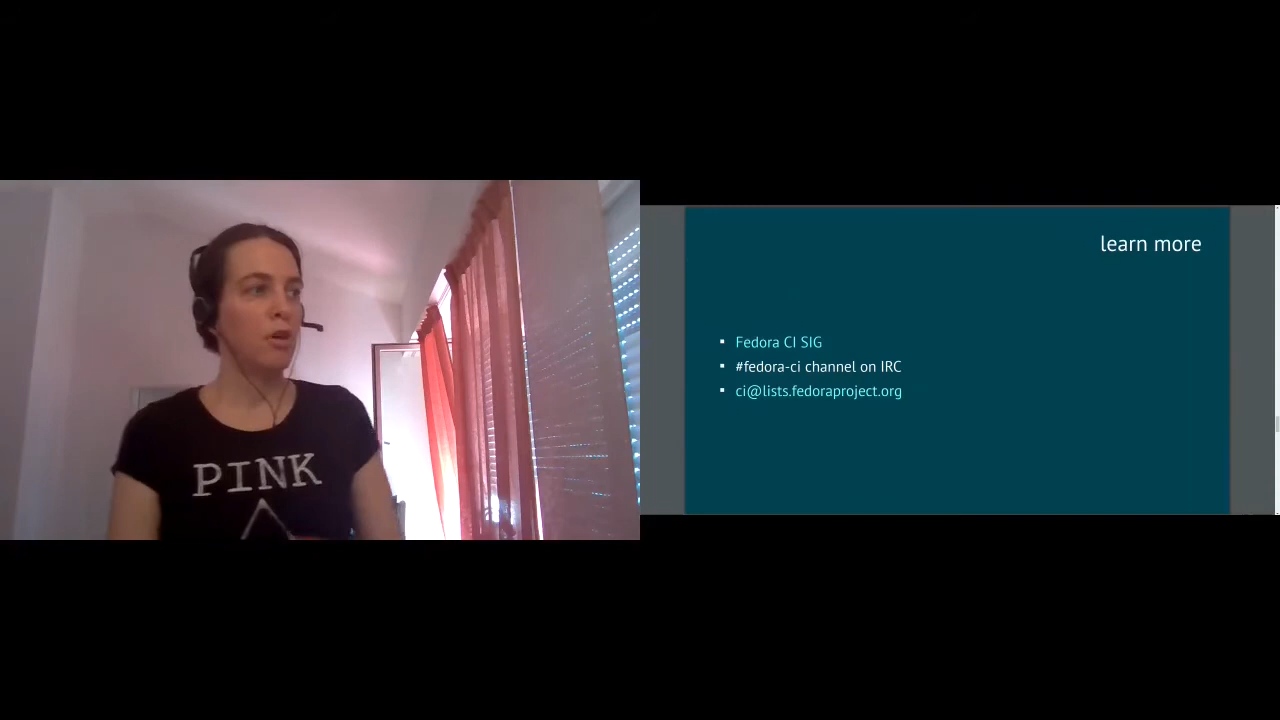 PINK
learn more
Fedora CI SIG
#fedora-ci channel on IRC
ci@lists.fedoraproject.org